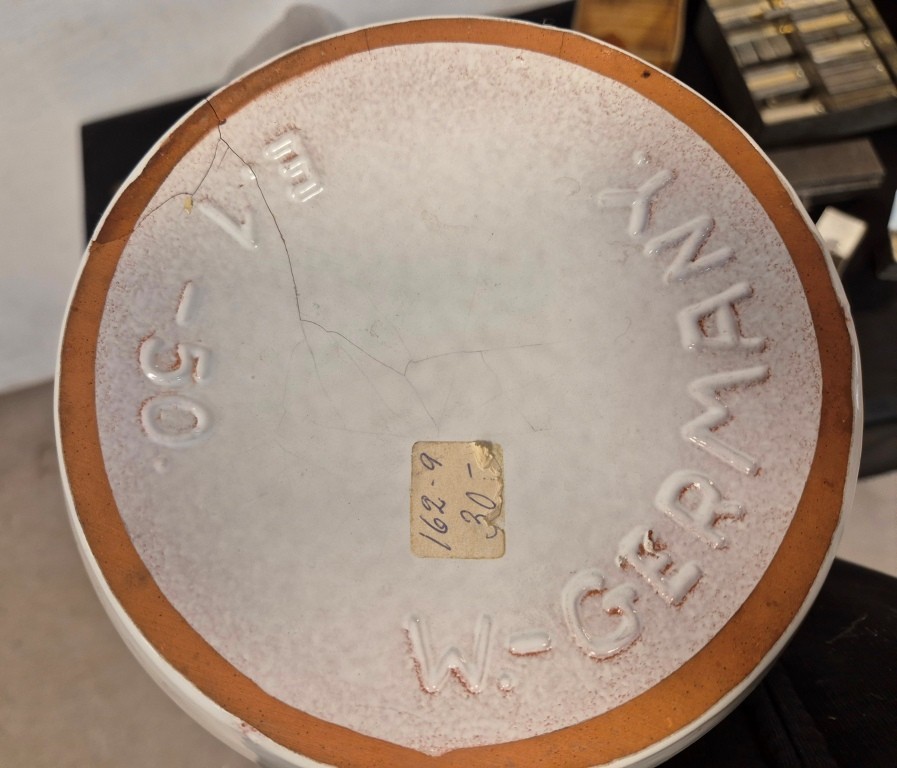 W.-GERMANY.
E 7 -50.
162-9
30-